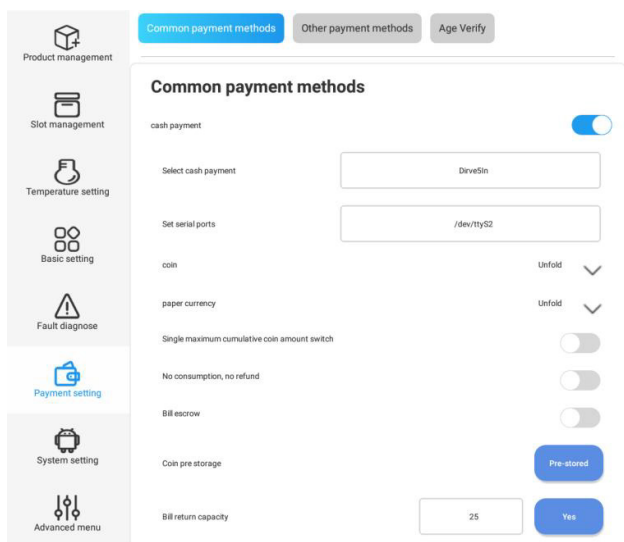 Common payment methods
Other payment methods
Age Verify
Product management
Slot management
Temperature setting
Basic setting
Fault diagnose
Payment setting
System setting
Advanced menu
Common payment methods
cash payment
Select cash payment
Dirve5In
Set serial ports
/dev/ttyS2
coin
Unfold
paper currency
Unfold
Single maximum cumulative coin amount switch
No consumption, no refund
Bill escrow
Coin pre storage
Pre-stored
Bill return capacity
25
Yes